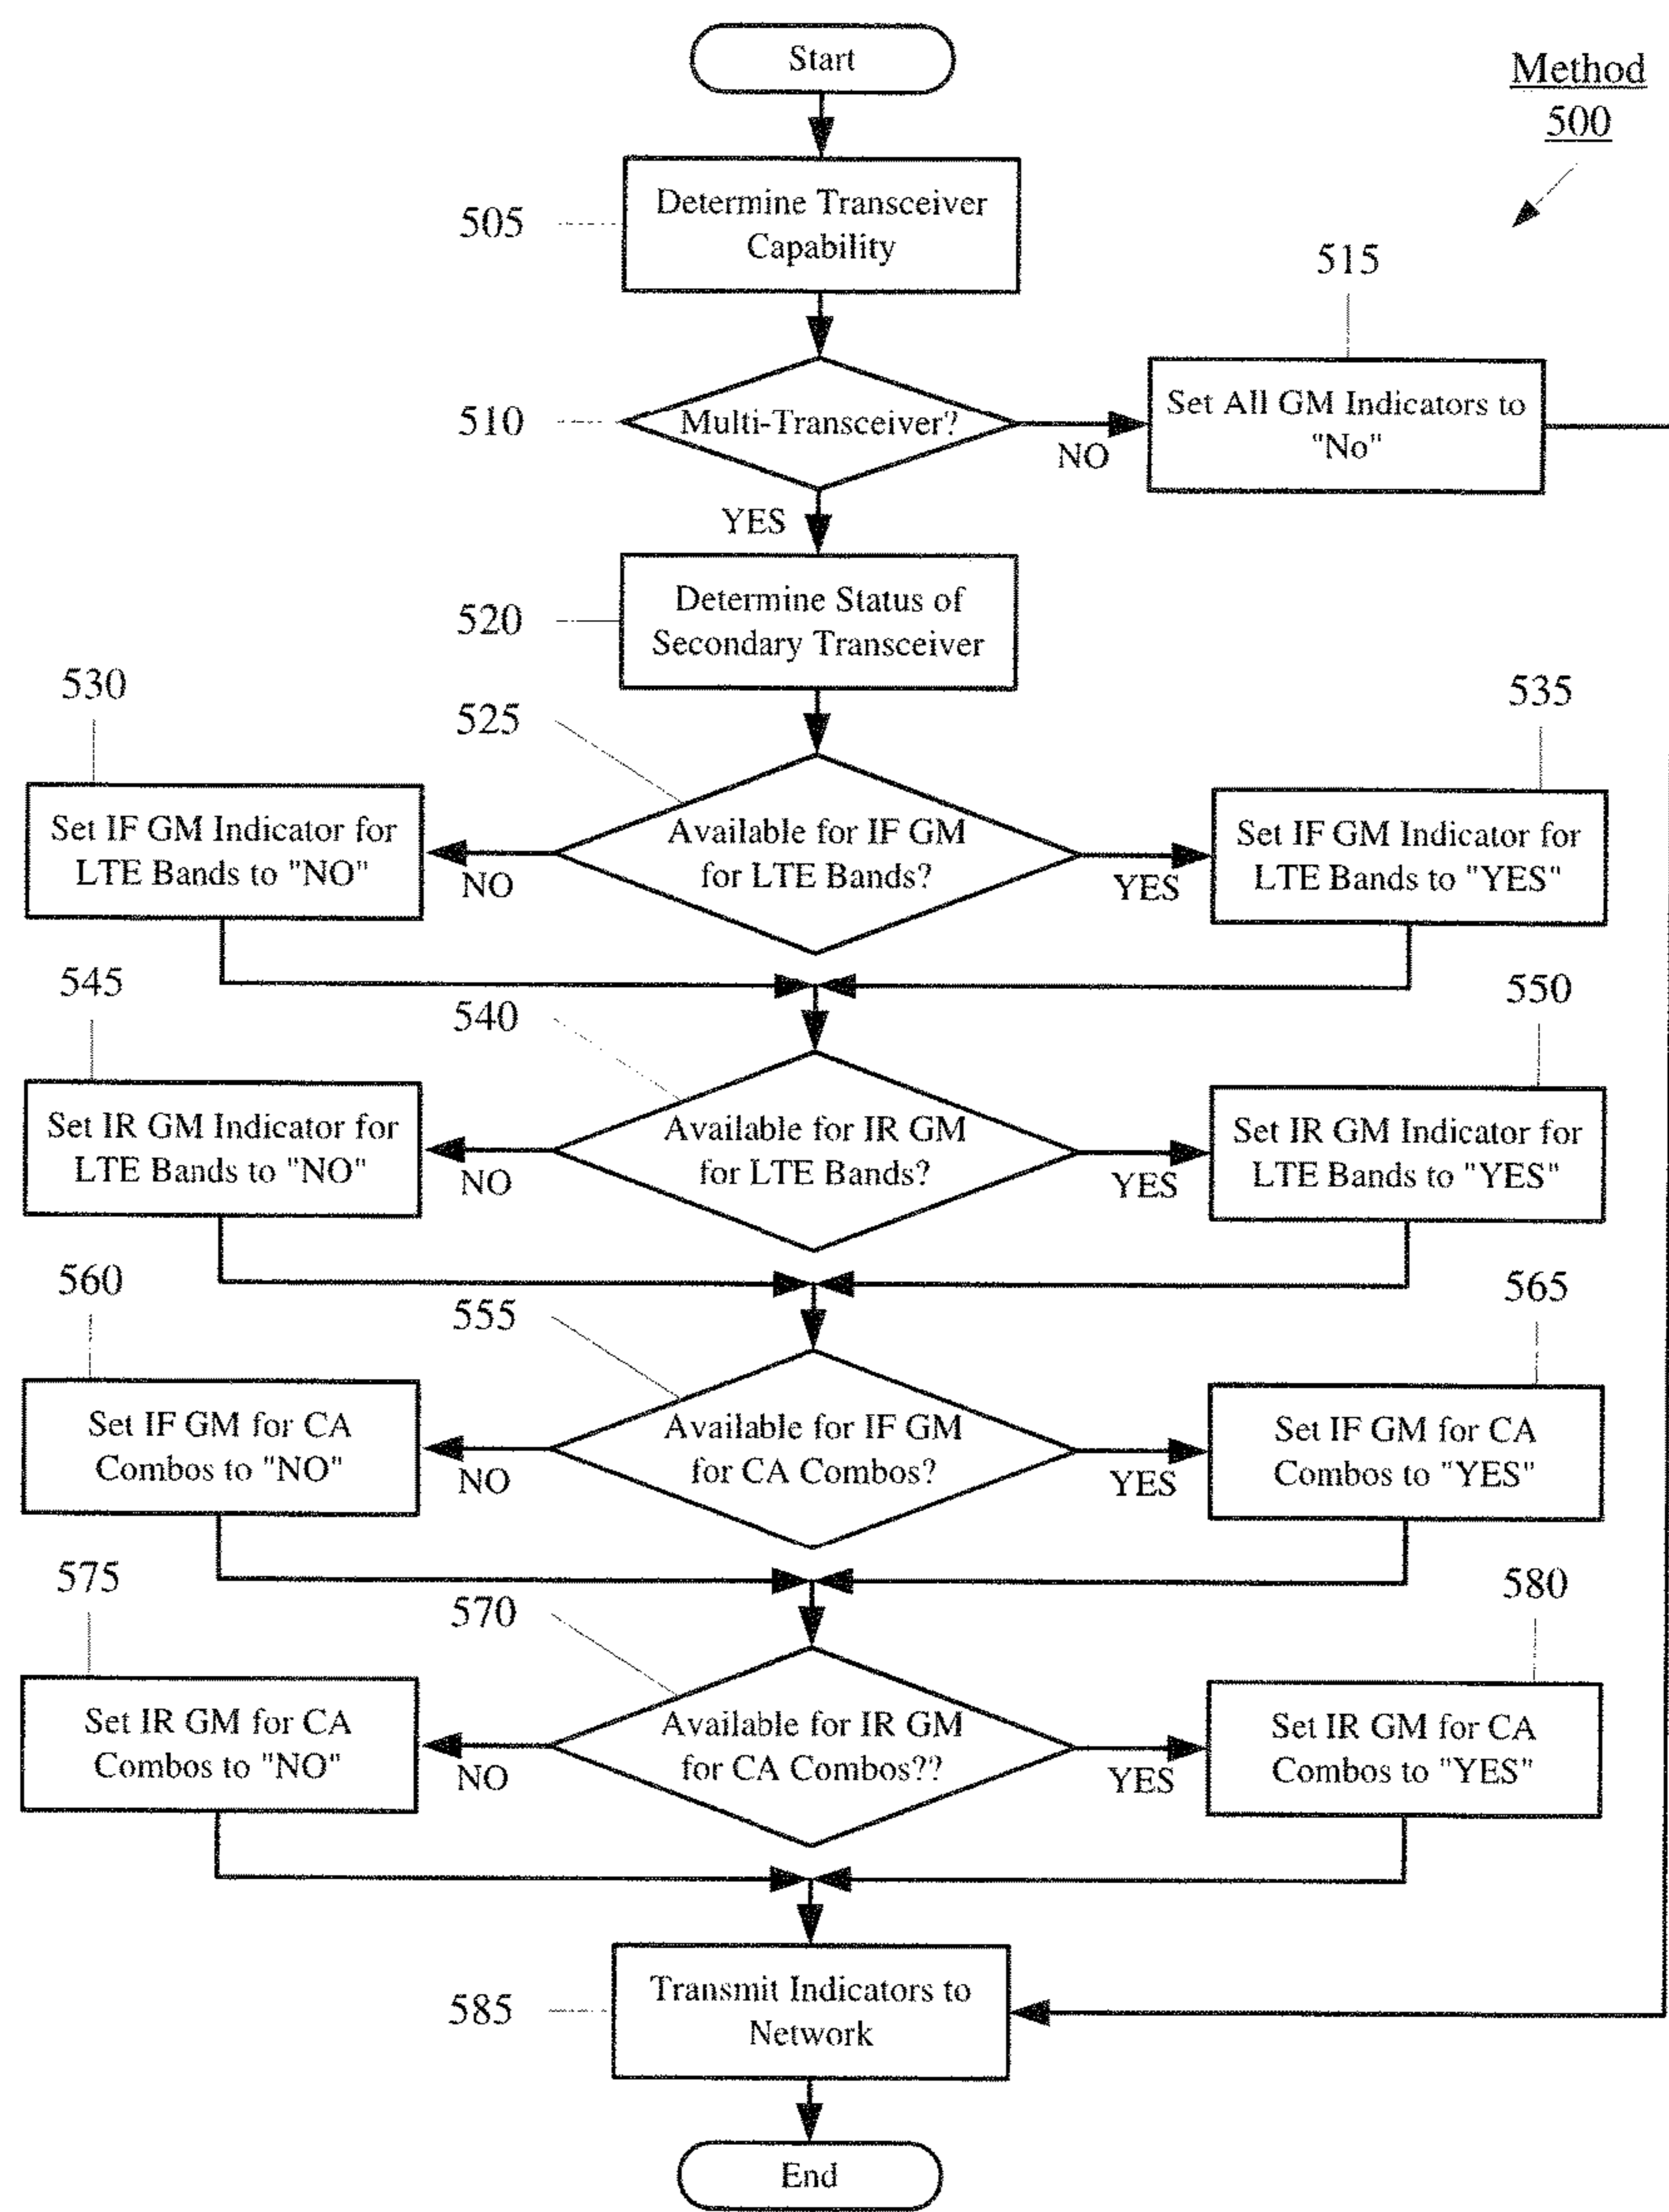 Start
Method
500
505
Determine Transceiver
Capability
515
510
Multi-Transceiver?
NO
Set All GM Indicators to
"No"
YES
520
Determine Status of
Secondary Transceiver
530
525
535
Set IF GM Indicator for
LTE Bands to "NO"
NO
Available for IF GM
for LTE Bands?
YES
Set IF GM Indicator for
LTE Bands to "YES"
545
540
550
Set IR GM Indicator for
LTE Bands to "NO"
NO
Available for IR GM
for LTE Bands?
YES
Set IR GM Indicator for
LTE Bands to "YES"
560
555
565
Set IF GM for CA
Combos to "NO"
NO
Available for IF GM
for CA Combos?
YES
Set IF GM for CA
Combos to "YES"
575
570
580
Set IR GM for CA
Combos to "NO"
NO
Available for IR GM
for CA Combos??
YES
Set IR GM for CA
Combos to "YES"
585
Transmit Indicators to
Network
End